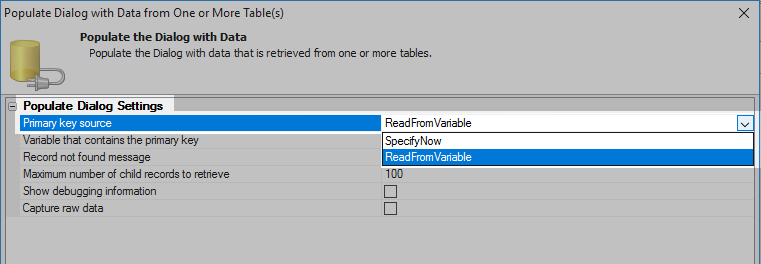 Populate Dialog with Data from One or More Table(s)
Populate the Dialog with Data
Populate the Dialog with data that is retrieved from one or more tables.
Populate Dialog Settings
Primary key source ReadFromVariable
Variable that contains the primary key SpecifyNow
Record not found message ReadFromVariable
Maximum number of child records to retrieve 100
Show debugging information
Capture raw data